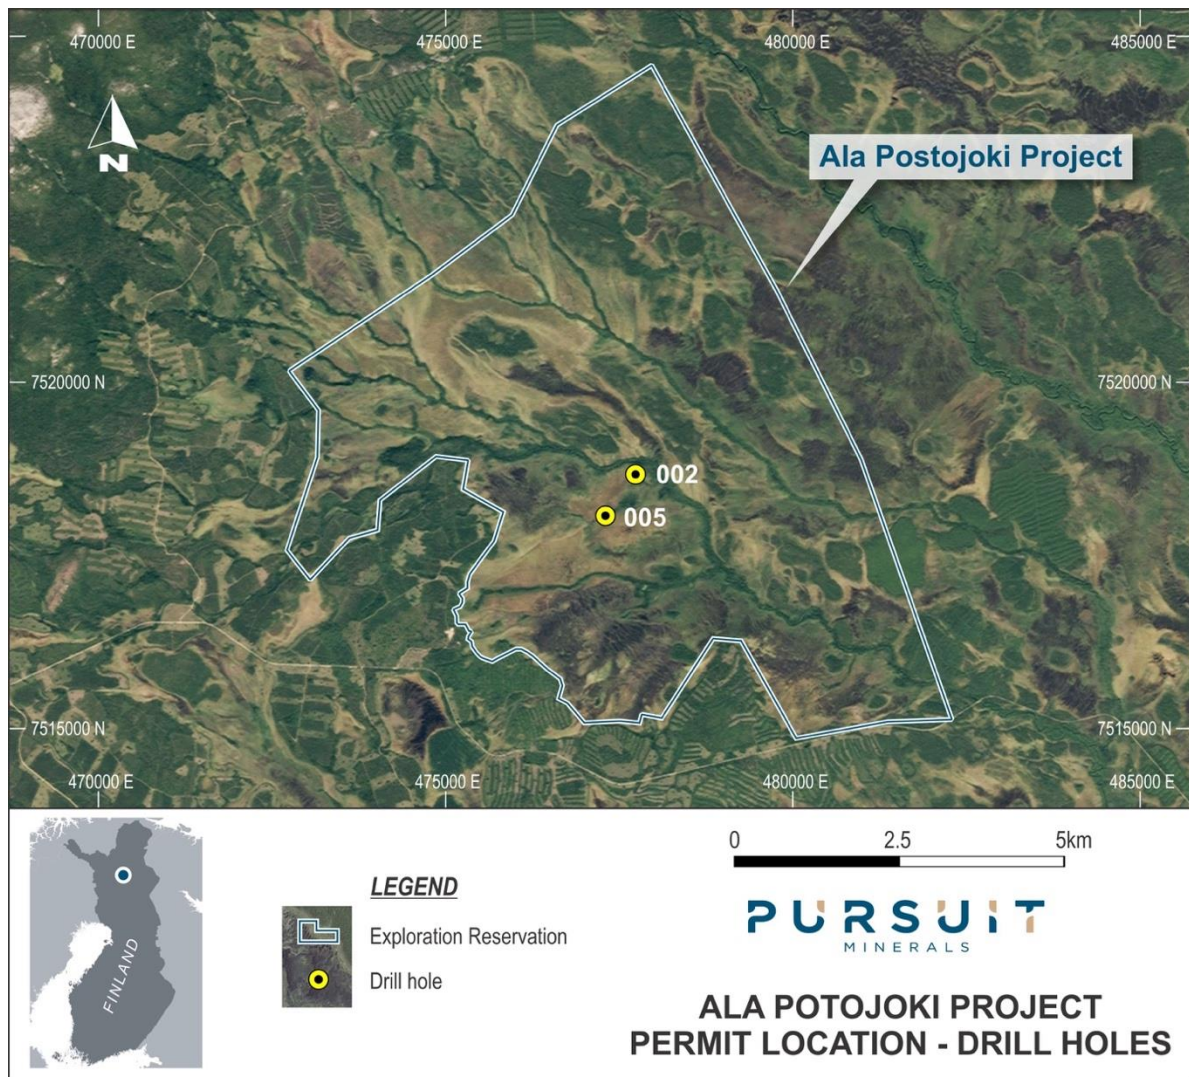 470000 E
475000 E
480000 E
485000 E
N
Ala Postojoki Project
7520000 N
7520000 N
002
005
7515000 N
7515000 N
470000 E
475000 E
480000 E
485000 E
FINLAND
LEGEND
Exploration Reservation
Drill hole
0 2.5 5km
PURSUIT
MINERALS
ALA POTOJOKI PROJECT
PERMIT LOCATION - DRILL HOLES